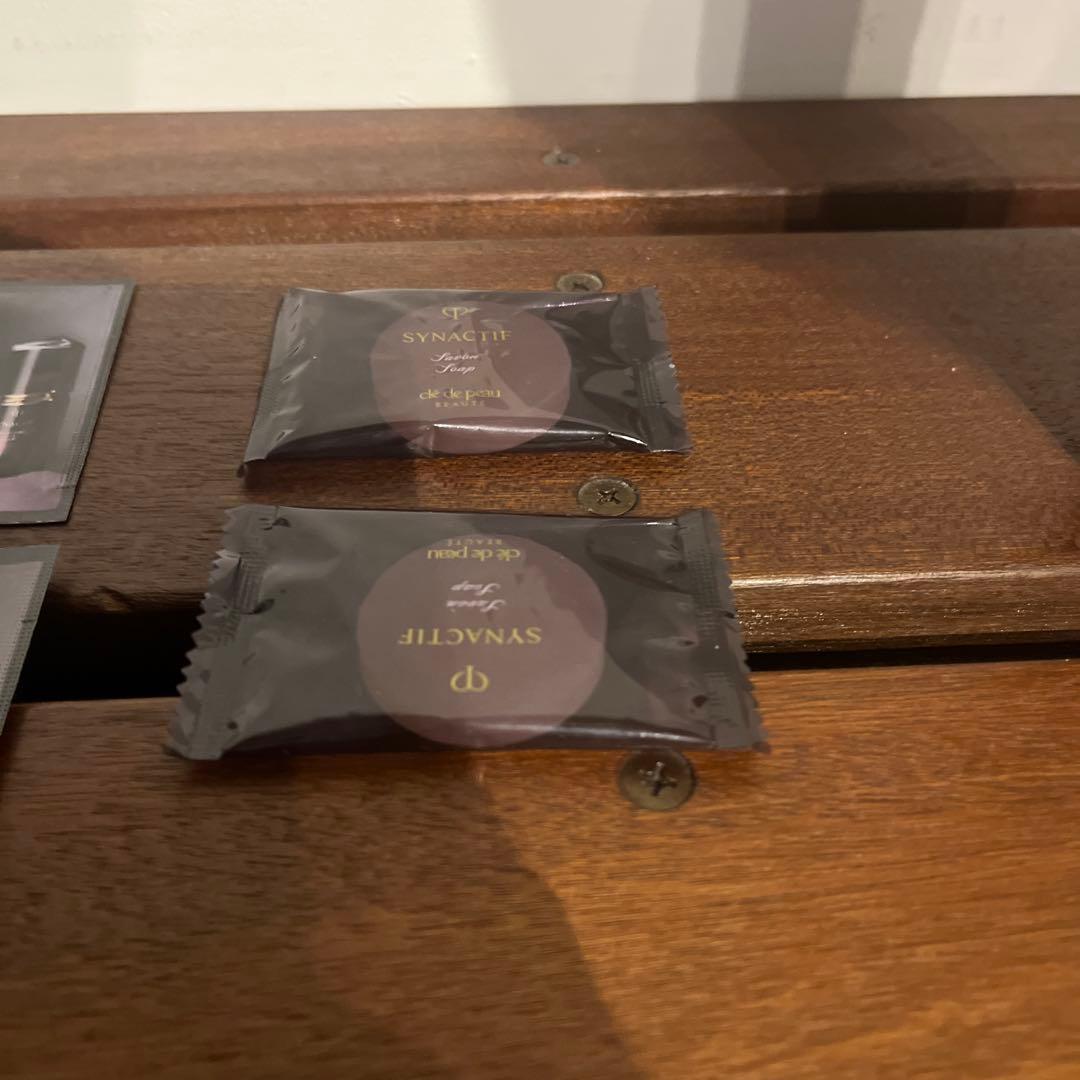 SYNACTIF
Savon
Soap
clé de peau
BEAUTÉ
clé de peau
BEAUTÉ
Soap
Savon
SYNACTIF